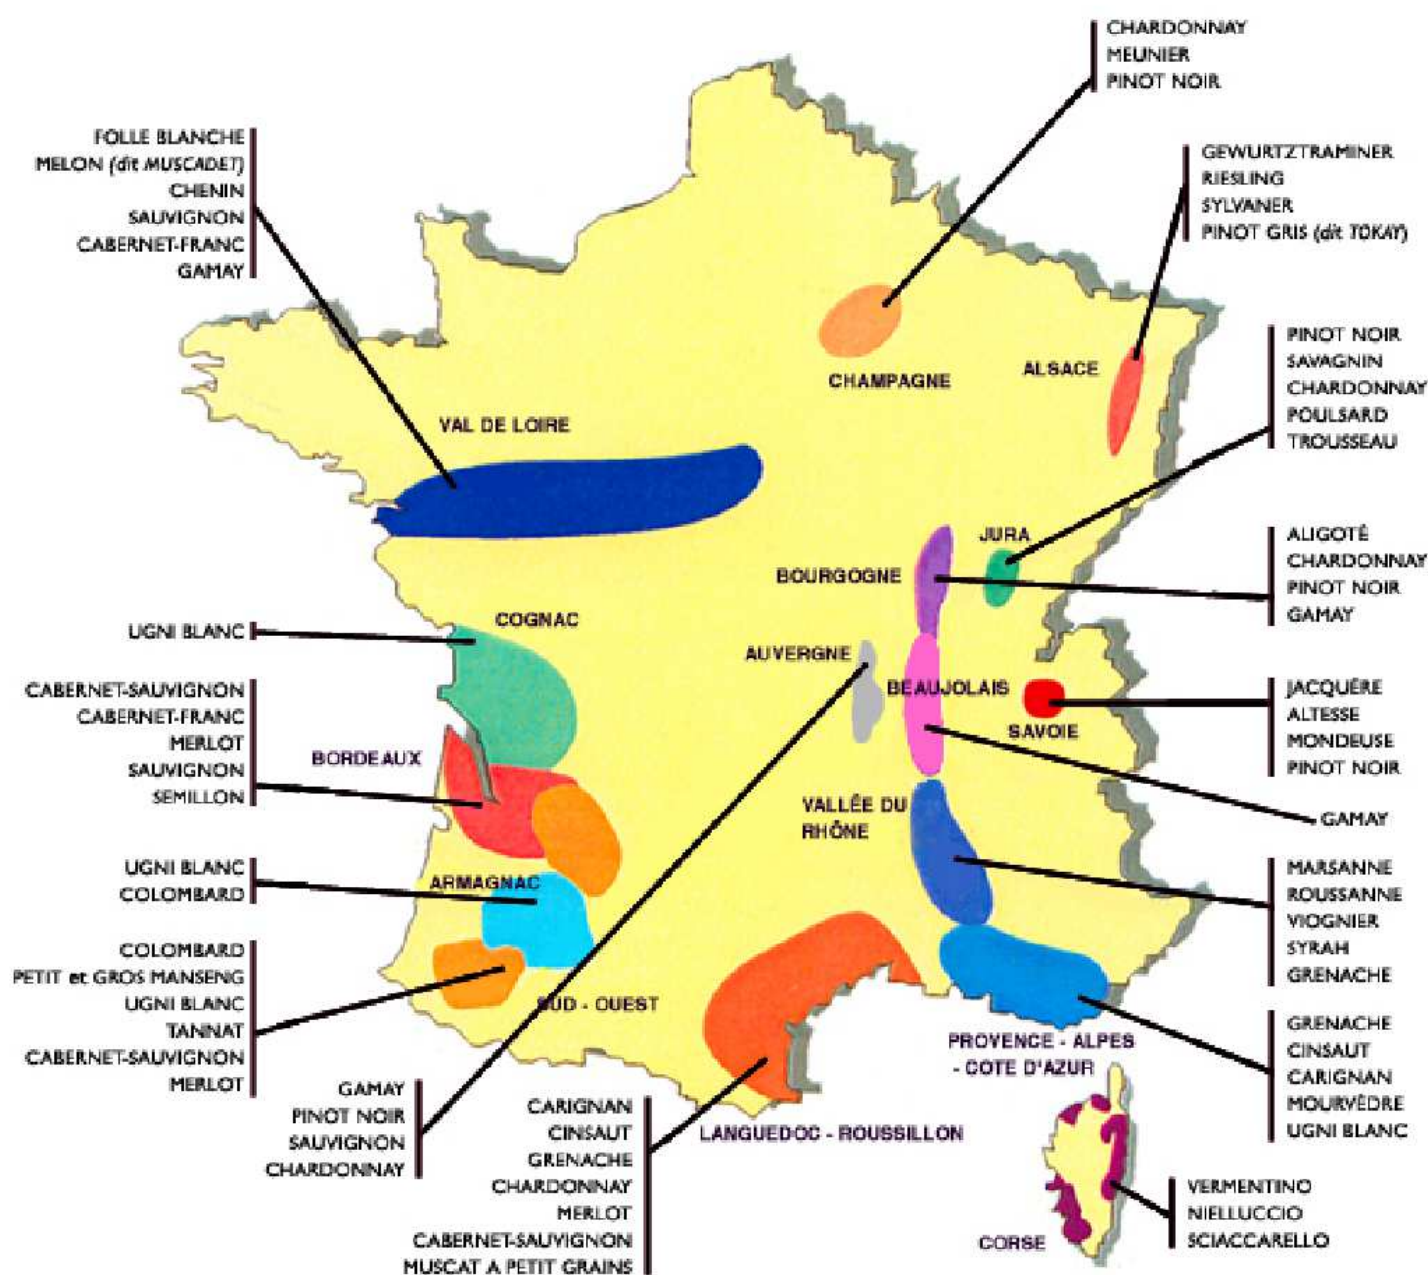 CHARDONNAY
MEUNIER
PINOT NOIR
FOLLE BLANCHE
MELON (dit MUSCADET)
CHENIN
SAUVIGNON
CABERNET-FRANC
GAMAY
GEWURTZTRAMINER
RIESLING
SYLVANER
PINOT GRIS (dit TOKAY)
PINOT NOIR
SAVAGNIN
CHARDONNAY
POULSARD
TROUSSEAU
CHAMPAGNE
ALSACE
VAL DE LOIRE
JURA
BOURGOGNE
ALIGOTÉ
CHARDONNAY
PINOT NOIR
GAMAY
COGNAC
UGNI BLANC
AUVERGNE
BEAUJOLAIS
SAVOIE
JACQUÈRE
ALTESSE
MONDEUSE
PINOT NOIR
CABERNET-SAUVIGNON
CABERNET-FRANC
MERLOT
SAUVIGNON
SEMILLON
BORDEAUX
VALLÉE DU
RHÔNE
GAMAY
UGNI BLANC
COLOMBARD
ARMAGNAC
MARSANNE
ROUSSANNE
VIOGNIER
SYRAH
GRENACHE
COLOMBARD
PETIT et GROS MANSENG
UGNI BLANC
TANNAT
CABERNET-SAUVIGNON
MERLOT
SUD - OUEST
PROVENCE - ALPES
- COTE D'AZUR
GRENACHE
CINSAUT
CARIGNAN
MOURVÈDRE
UGNI BLANC
GAMAY
PINOT NOIR
SAUVIGNON
CHARDONNAY
CARIGNAN
CINSAUT
GRENACHE
CHARDONNAY
MERLOT
CABERNET-SAUVIGNON
MUSCAT A PETIT GRAINS
LANGUEDOC - ROUSSILLON
CORSE
VERMENTINO
NIELLUCCIO
SCIACCARELLO